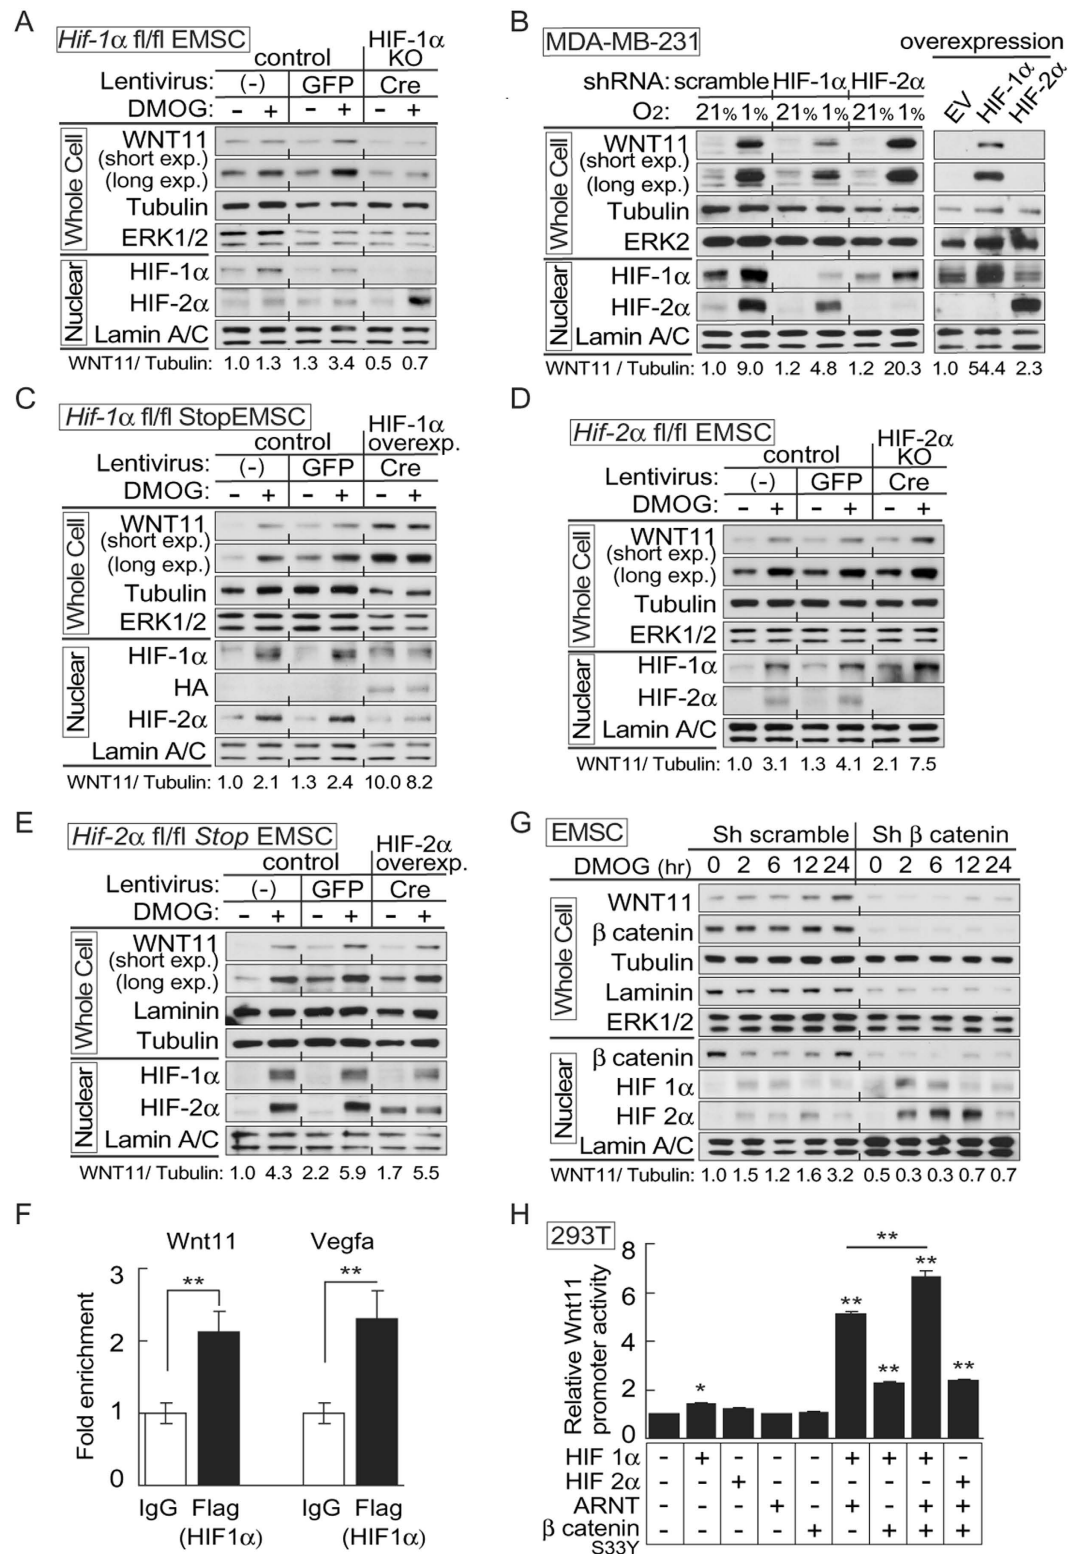 A
Hif-1α fl/fl EMSC
control
HIF-1α
KO
Lentivirus: (-) GFP Cre
DMOG: - + - + - +
Whole Cell
WNT11
(short exp.)
(long exp.)
Tubulin
ERK1/2
Nuclear
HIF-1α
HIF-2α
Lamin A/C
WNT11/ Tubulin: 1.0 1.3 1.3 3.4 0.5 0.7
B
MDA-MB-231
overexpression
shRNA: scramble HIF-1α HIF-2α
EV HIF-1α HIF-2α
O2: 21% 1% 21% 1% 21% 1%
Whole Cell
WNT11
(short exp.)
(long exp.)
Tubulin
ERK2
Nuclear
HIF-1α
HIF-2α
Lamin A/C
WNT11 / Tubulin: 1.0 9.0 1.2 4.8 1.2 20.3 1.0 54.4 2.3
C
Hif-1α fl/fl StopEMSC
control
HIF-1α
overexp.
Lentivirus: (-) GFP Cre
DMOG: - + - + - +
Whole Cell
WNT11
(short exp.)
(long exp.)
Tubulin
ERK1/2
Nuclear
HIF-1α
HA
HIF-2α
Lamin A/C
WNT11/ Tubulin: 1.0 2.1 1.3 2.4 10.0 8.2
D
Hif-2α fl/fl EMSC
control
HIF-2α
KO
Lentivirus: (-) GFP Cre
DMOG: - + - + - +
Whole Cell
WNT11
(short exp.)
(long exp.)
Tubulin
ERK1/2
Nuclear
HIF-1α
HIF-2α
Lamin A/C
WNT11/ Tubulin: 1.0 3.1 1.3 4.1 2.1 7.5
E
Hif-2α fl/fl Stop EMSC
control
HIF-2α
overexp.
Lentivirus: (-) GFP Cre
DMOG: - + - + - +
Whole Cell
WNT11
(short exp.)
(long exp.)
Laminin
Tubulin
Nuclear
HIF-1α
HIF-2α
Lamin A/C
WNT11/ Tubulin: 1.0 4.3 2.2 5.9 1.7 5.5
G
EMSC
Sh scramble Sh β catenin
DMOG (hr) 0 2 6 12 24 0 2 6 12 24
Whole Cell
WNT11
β catenin
Tubulin
Laminin
ERK1/2
Nuclear
β catenin
HIF 1α
HIF 2α
Lamin A/C
WNT11/ Tubulin: 1.0 1.5 1.2 1.6 3.2 0.5 0.3 0.3 0.7 0.7
F
Wnt11 Vegfa
Fold enrichment
3
2
1
0
** **
IgG Flag IgG Flag
(HIF1α) (HIF1α)
H
293T
Relative Wnt11
promoter activity
8
6
4
2
0
**
* ** ** ** **
HIF 1α - + - - - + + + -
HIF 2α - - + - - - - - +
ARNT - - - + - + - + +
β catenin - - - - + - + + +
S33Y